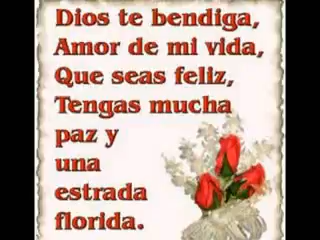 Dios te bendiga,
Amor de mi vida,
Que seas feliz,
Tengas mucha
paz y
una
estrada
florida.